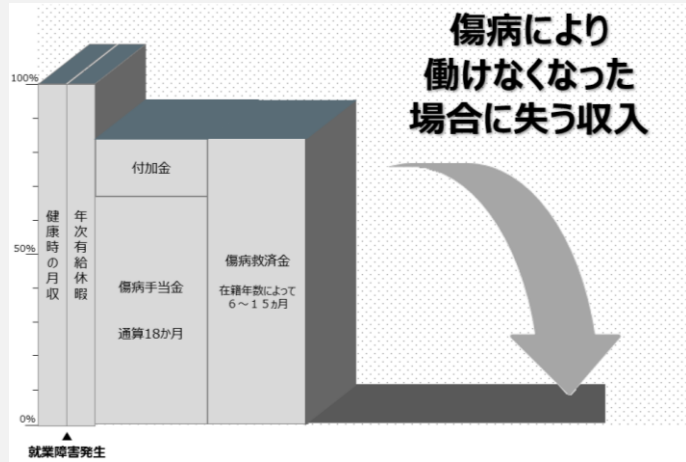 傷病により
働けなくなった
場合に失う収入
100%
50%
0%
健康時の月収
年次有給休暇
付加金
傷病手当金
通算18か月
傷病救済金
在籍年数によって
6~15ヵ月
▲
就業障害発生